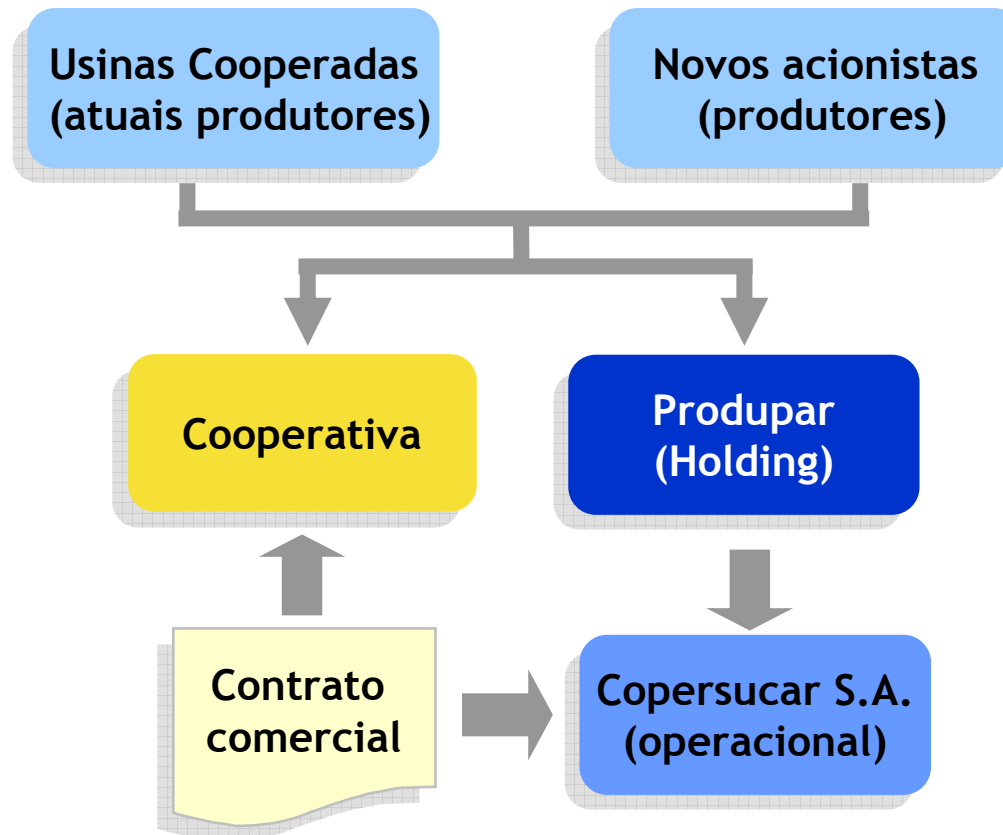 Usinas Cooperadas
(atuais produtores)
Novos acionistas
(produtores)
Cooperativa
Produpar
(Holding)
Contrato
comercial
Copersucar S.A.
(operacional)